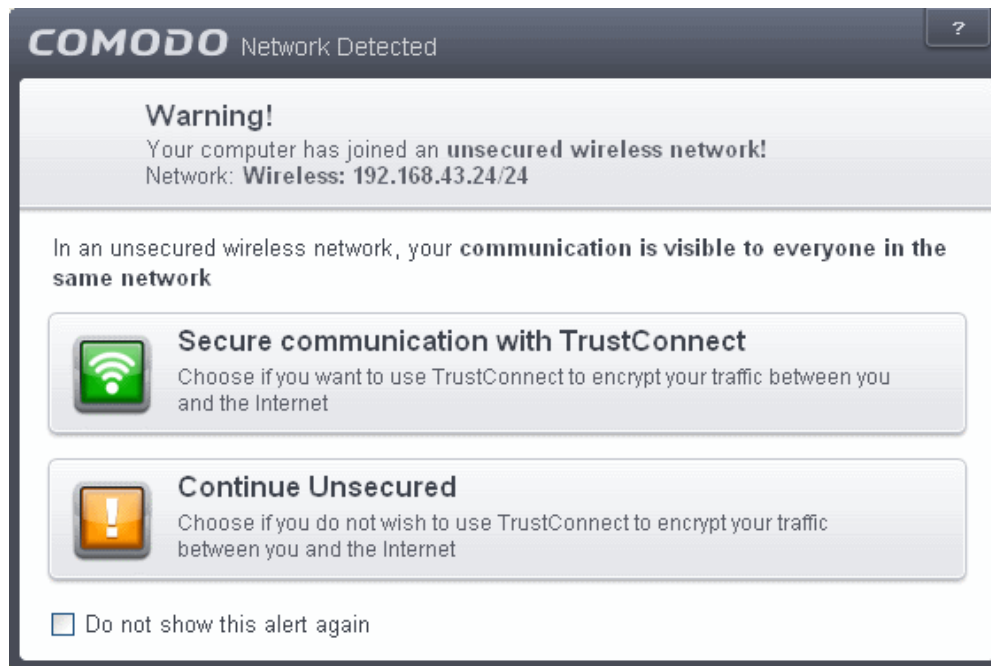 COMODO Network Detected
?
Warning!
Your computer has joined an unsecured wireless network!
Network: Wireless: 192.168.43.24/24
In an unsecured wireless network, your communication is visible to everyone in the
same network
Secure communication with TrustConnect
Choose if you want to use TrustConnect to encrypt your traffic between you
and the Internet
!
Continue Unsecured
Choose if you do not wish to use TrustConnect to encrypt your traffic
between you and the Internet
Do not show this alert again